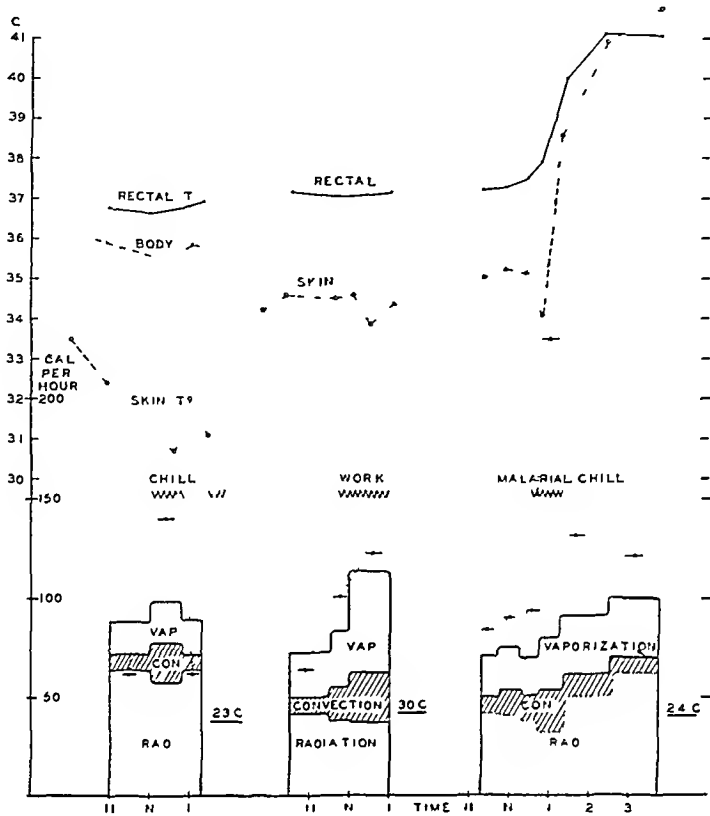 C
41
40
39
38
37
36
35
34
33
32
31
30
RECTAL T
BODY
CAL
PER
HOUR
200
SKIN T°
RECTAL
SKIN
CHILL
WORK
MALARIAL CHILL
150
100
50
VAP
CON
RAD
23 C
VAP
CONVECTION
RADIATION
30 C
VAPORIZATION
CON
RAD
24 C
11 N 1 11 N 1 TIME 11 N 1 2 3